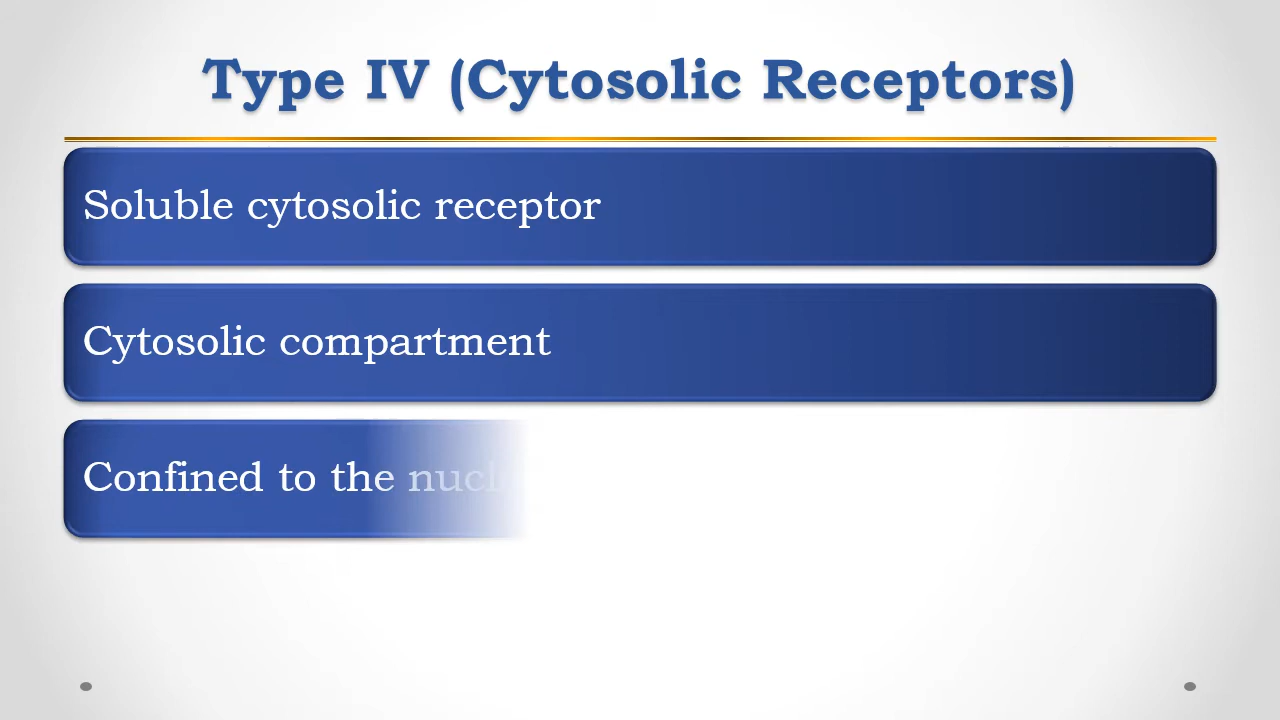 Type IV (Cytosolic Receptors)
Soluble cytosolic receptor
Cytosolic compartment
Confined to the